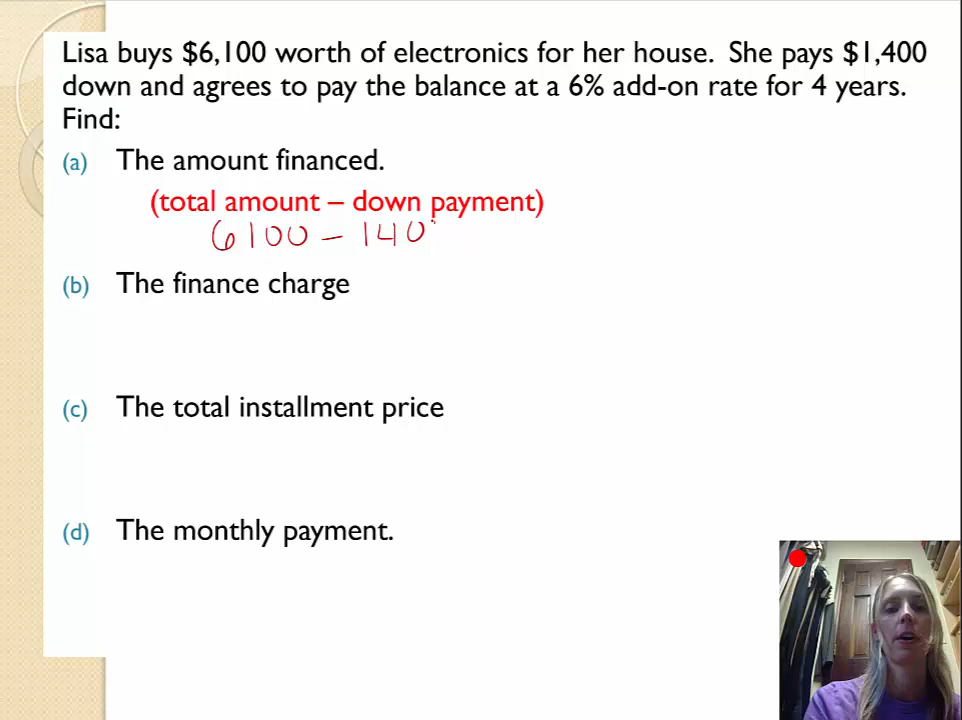 Lisa buys $6,100 worth of electronics for her house. She pays $1,400
down and agrees to pay the balance at a 6% add-on rate for 4 years.
Find:
(a) The amount financed.
(total amount – down payment)
6100 – 140
(b) The finance charge
(c) The total installment price
(d) The monthly payment.